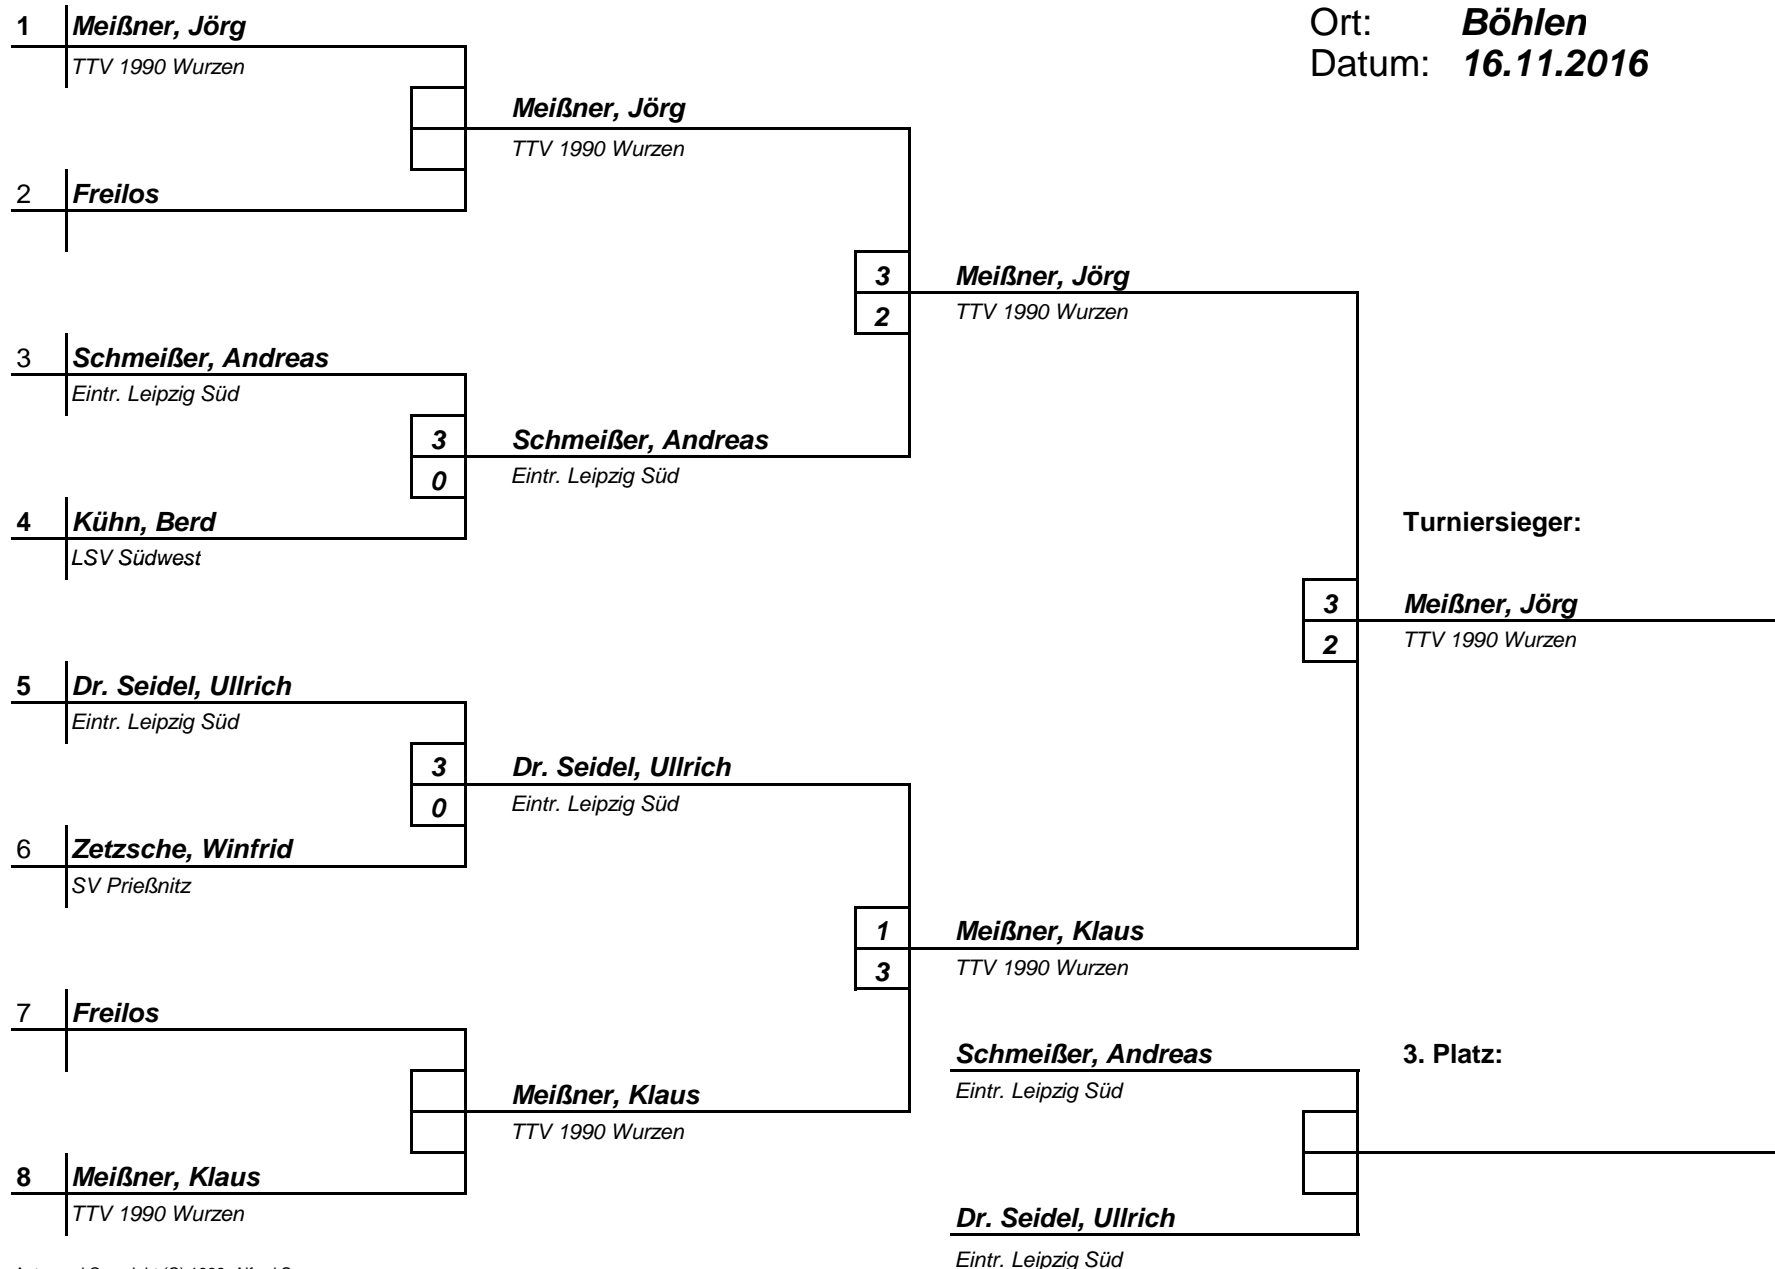 Ort: Böhlen
Datum: 16.11.2016
1 Meißner, Jörg
TTV 1990 Wurzen
Meißner, Jörg
TTV 1990 Wurzen
2 Freilos
3
2
Meißner, Jörg
TTV 1990 Wurzen
3 Schmeißer, Andreas
Eintr. Leipzig Süd
3
0
Schmeißer, Andreas
Eintr. Leipzig Süd
4 Kühn, Berd
LSV Südwest
Turniersieger:
3
2
Meißner, Jörg
TTV 1990 Wurzen
5 Dr. Seidel, Ullrich
Eintr. Leipzig Süd
3
0
Dr. Seidel, Ullrich
Eintr. Leipzig Süd
6 Zetzsche, Winfrid
SV Prießnitz
1
3
Meißner, Klaus
TTV 1990 Wurzen
7 Freilos
Meißner, Klaus
TTV 1990 Wurzen
8 Meißner, Klaus
TTV 1990 Wurzen
Schmeißer, Andreas
Eintr. Leipzig Süd
3. Platz:
Dr. Seidel, Ullrich
Eintr. Leipzig Süd